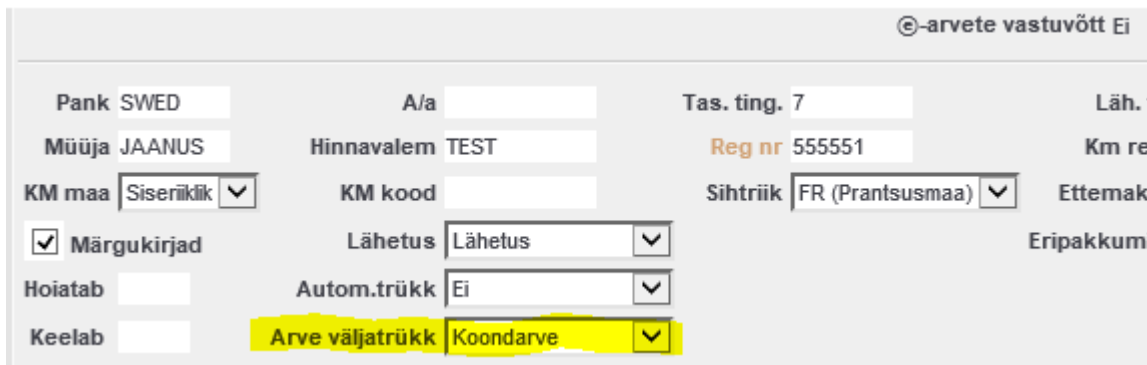 ⓔ-arvete vastuvõtt Ei
Pank SWED A/a Tas. ting. 7 Läh.
Müüja JAANUS Hinnavalem TEST Reg nr 555551 Km re
KM maa Siseriiklik KM kood Sihtriik FR (Prantsusmaa) Ettemak
Märgukirjad Lähetus Lähetus Eripakkum
Hoiatab Autom.trükk Ei
Keelab Arve väljatrükk Koondarve